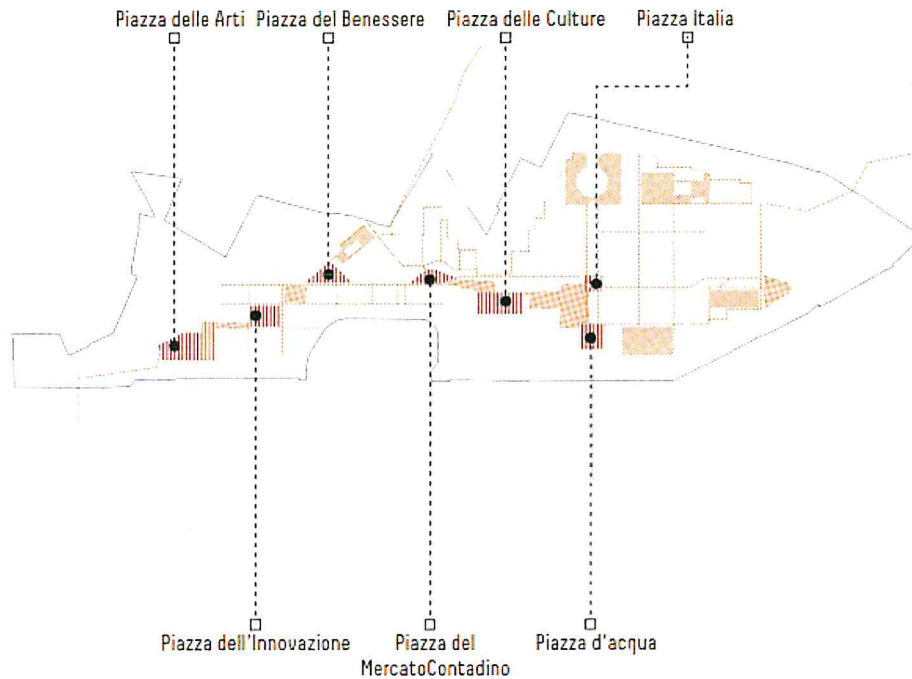 Piazza delle Arti
Piazza del Benessere
Piazza delle Culture
Piazza Italia
Piazza dell'Innovazione
Piazza del
MercatoContadino
Piazza d'acqua